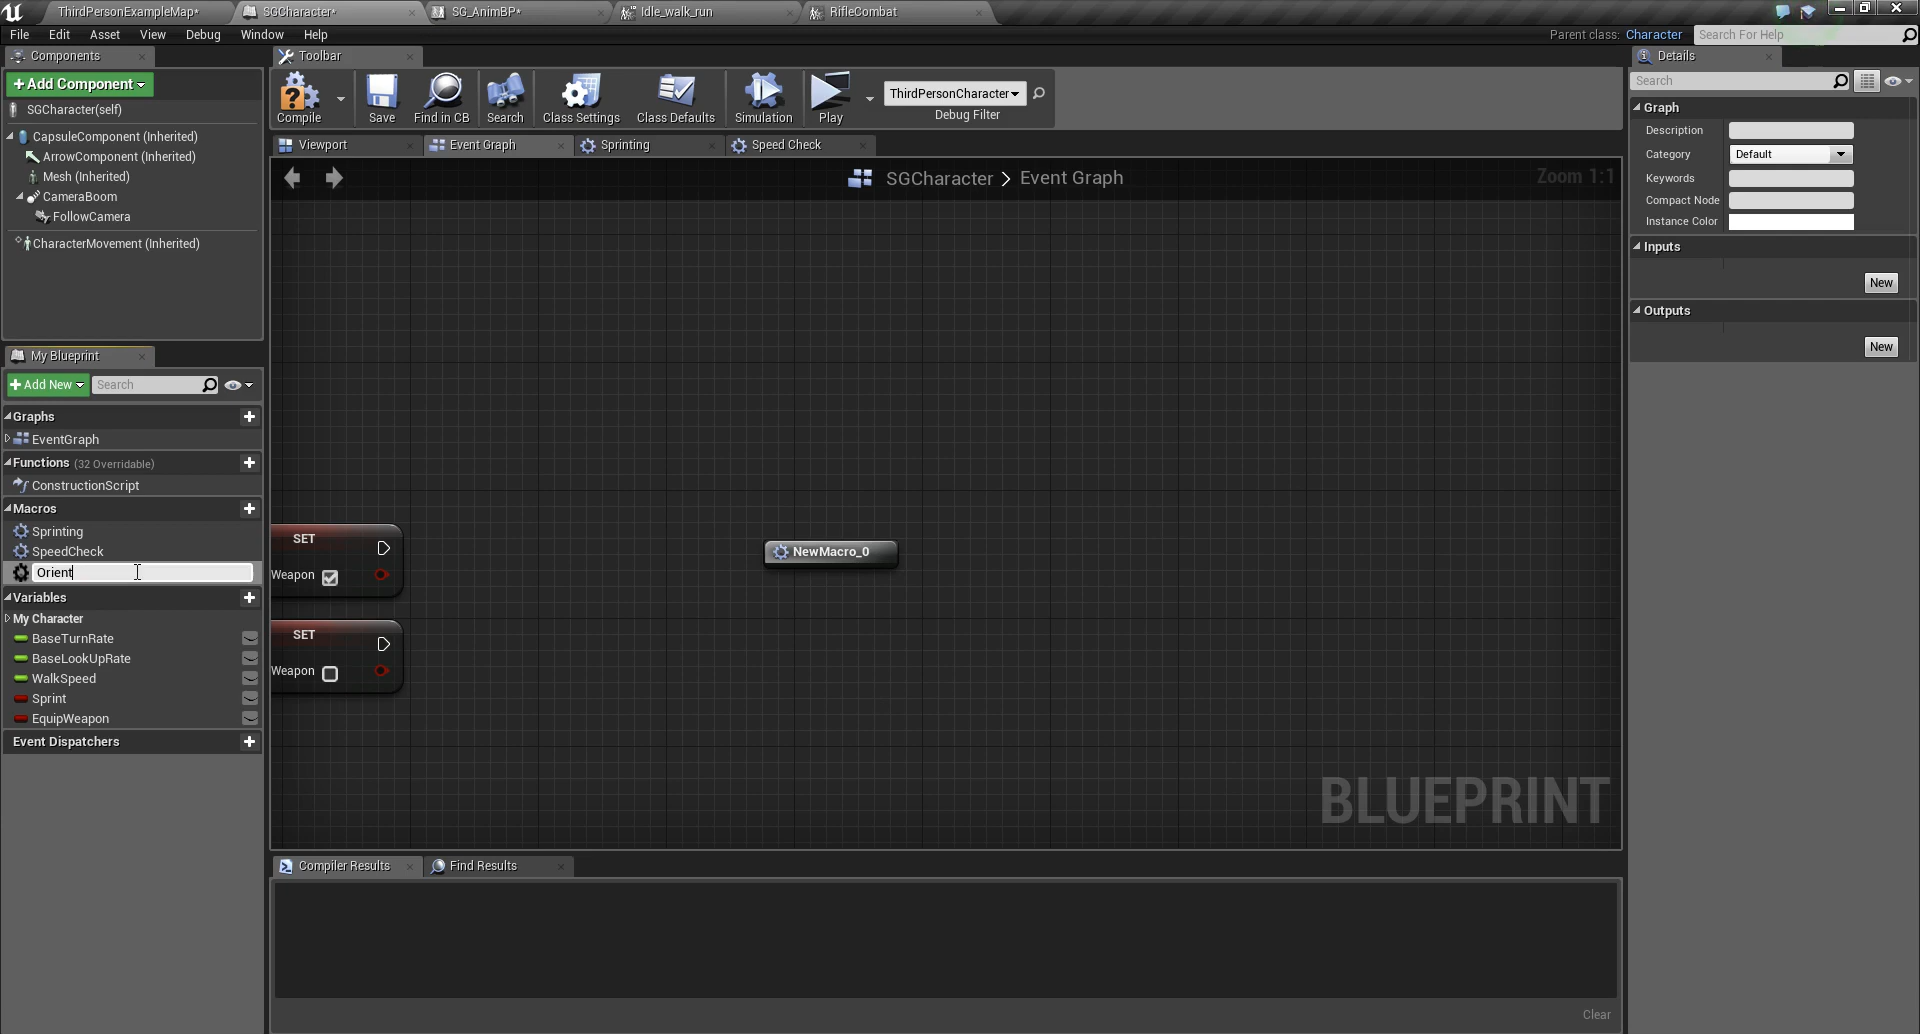 ThirdPersonExampleMap*
SGCharacter*
SG_AnimBP*
Idle_walk_run
RifleCombat
File Edit Asset View Debug Window Help
Parent class: Character
Search For Help
Components
Toolbar
Details
+Add Component
SGCharacter(self)
CapsuleComponent (Inherited)
ArrowComponent (Inherited)
Mesh (Inherited)
CameraBoom
FollowCamera
CharacterMovement (Inherited)
Compile
Save
Find in CB
Search
Class Settings
Class Defaults
Simulation
Play
ThirdPersonCharacter
Debug Filter
Viewport
Event Graph
Sprinting
Speed Check
SGCharacter > Event Graph
Zoom 1:1
My Blueprint
+Add New
Search
Graphs
EventGraph
Functions (32 Overridable)
ConstructionScript
Macros
Sprinting
SpeedCheck
Orient
Variables
My Character
BaseTurnRate
BaseLookUpRate
WalkSpeed
Sprint
EquipWeapon
Event Dispatchers
SET
Weapon
SET
Weapon
NewMacro_0
BLUEPRINT
Compiler Results
Find Results
Clear
Search
Graph
Description
Category Default
Keywords
Compact Node
Instance Color
Inputs
New
Outputs
New